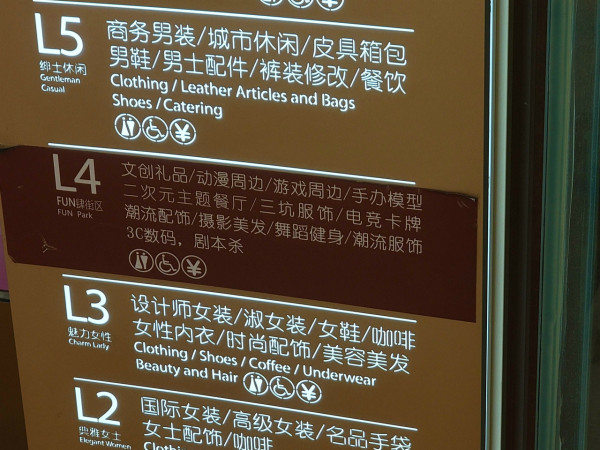 L5
绅士休闲
Gentleman
Casual
商务男装/城市休闲/皮具箱包
男鞋/男士配件/裤装修改/餐饮
Clothing / Leather Articles and Bags
Shoes / Catering
L4
FUN肆街区
FUN Park
文创礼品/动漫周边/游戏周边/手办模型
二次元主题餐厅/三坑服饰/电竞卡牌
潮流配饰/摄影美发/舞蹈健身/潮流服饰
3C数码，剧本杀
L3
魅力女性
Charm Lady
设计师女装/淑女装/女鞋/咖啡
女性内衣/时尚配饰/美容美发
Clothing / Shoes / Coffee / Underwear
Beauty and Hair
L2
典雅女士
Elegant Women
国际女装/高级女装/名品手袋
女士配饰/咖啡